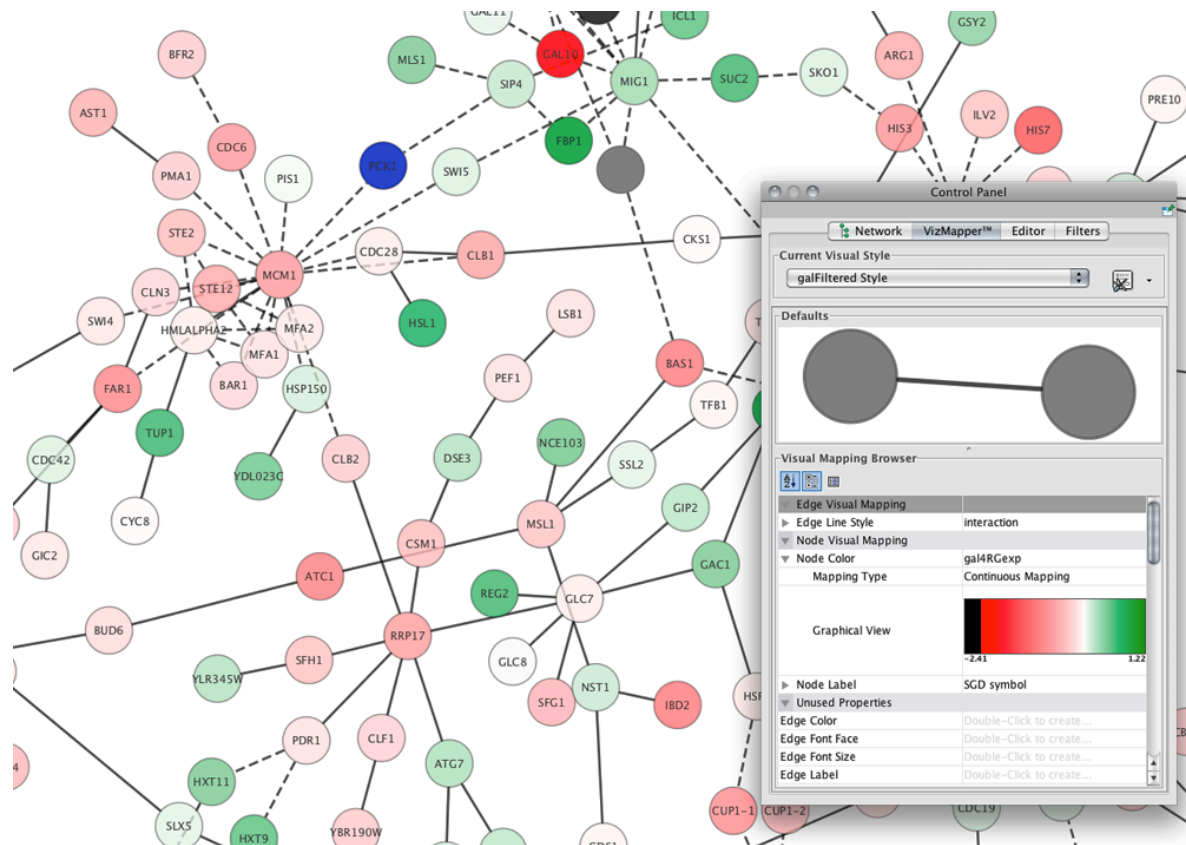 GAL11
ICL1
GSY2
BFR2
GAL10
ARG1
MLS1
SIP4
MIG1
SUC2
SKO1
PRE10
AST1
CDC6
FBP1
HIS3
ILV2
HIS7
PMA1
PIS1
PCK1
SWI5
STE2
CDC28
CLB1
CKS1
MCM1
CLN3
STE12
SWI4
HMLALPHA2
MFA2
HSL1
LSB1
MFA1
BAS1
FAR1
BAR1
HSP150
PEF1
TFB1
TUP1
NCE103
CDC42
YDL023C
CLB2
DSE3
SSL2
CYC8
GIP2
MSL1
GIC2
CSM1
GAC1
ATC1
REG2
GLC7
BUD6
RRP17
YLR345W
SFH1
GLC8
NST1
SFG1
IBD2
PDR1
CLF1
HXT11
ATG7
SLX5
HXT9
YBR190W
CUP1-1
CUP1-2
CDC19
Control Panel
Network VizMapper™ Editor Filters
Current Visual Style
galFiltered Style
Defaults
Visual Mapping Browser
Edge Visual Mapping
Edge Line Style interaction
Node Visual Mapping
Node Color gal4RGexp
Mapping Type Continuous Mapping
Graphical View
-2.41 1.22
Node Label SGD symbol
Unused Properties
Edge Color Double-Click to create...
Edge Font Face Double-Click to create...
Edge Font Size Double-Click to create...
Edge Label Double-Click to create...